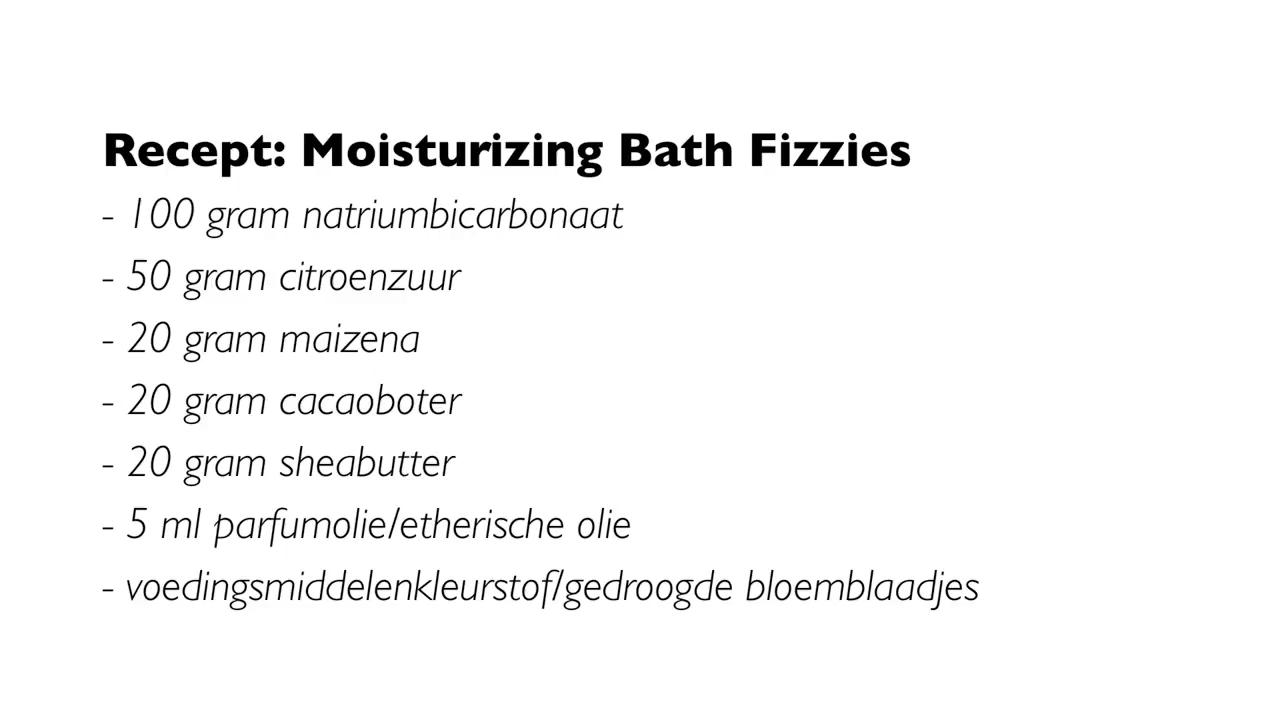 Recept: Moisturizing Bath Fizzies
- 100 gram natriumbicarbonaat
- 50 gram citroenzuur
- 20 gram maizena
- 20 gram cacaoboter
- 20 gram sheabutter
- 5 ml parfumolie/etherische olie
- voedingsmiddelenkleurstof/gedroogde bloemblaadjes